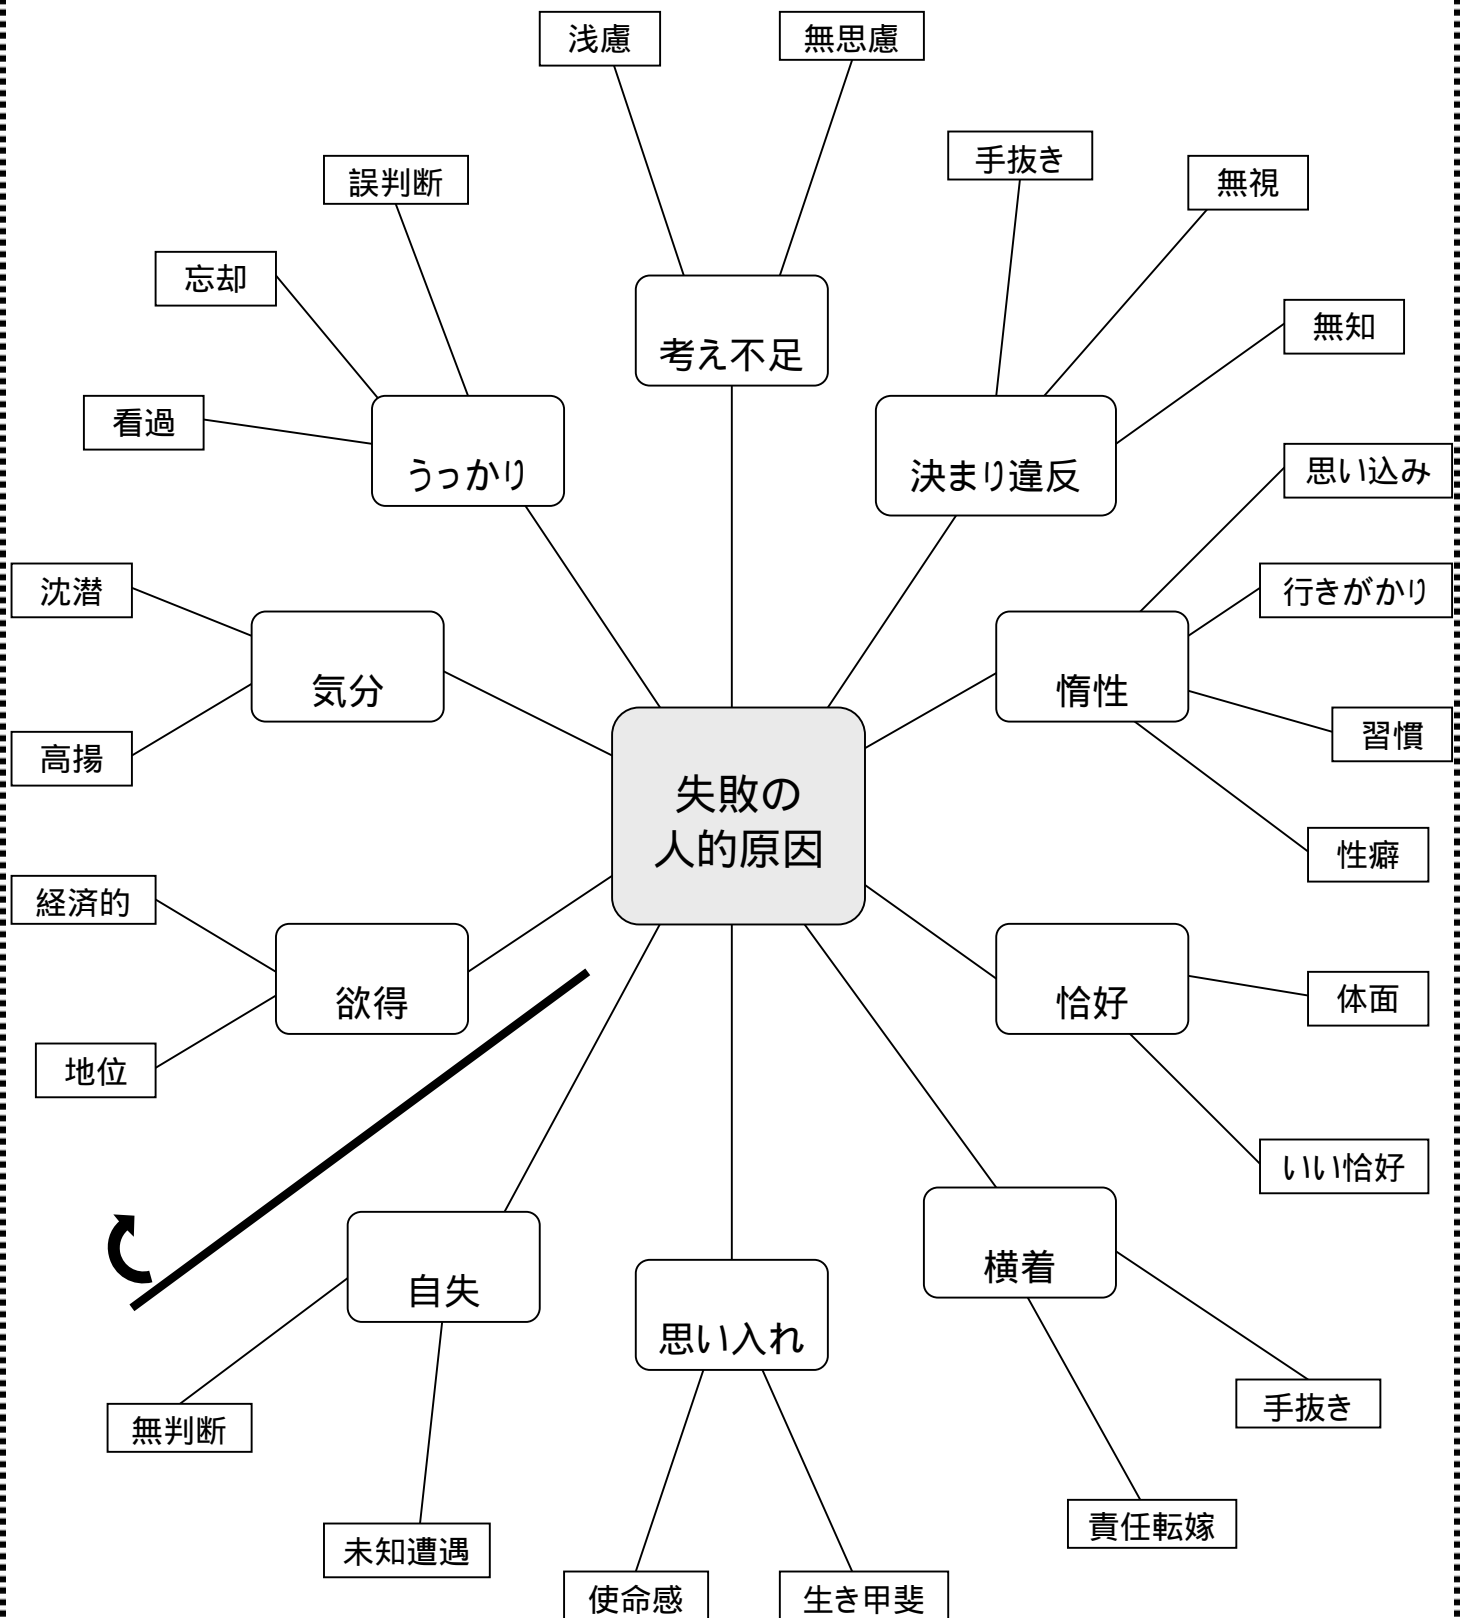 浅慮
無思慮
手抜き
無視
誤判断
忘却
無知
考え不足
看過
うっかり
決まり違反
思い込み
沈潜
行きがかり
気分
惰性
習慣
高揚
失敗の
人的原因
性癖
経済的
欲得
恰好
体面
地位
いい恰好
自失
思い入れ
横着
手抜き
無判断
責任転嫁
未知遭遇
使命感
生き甲斐